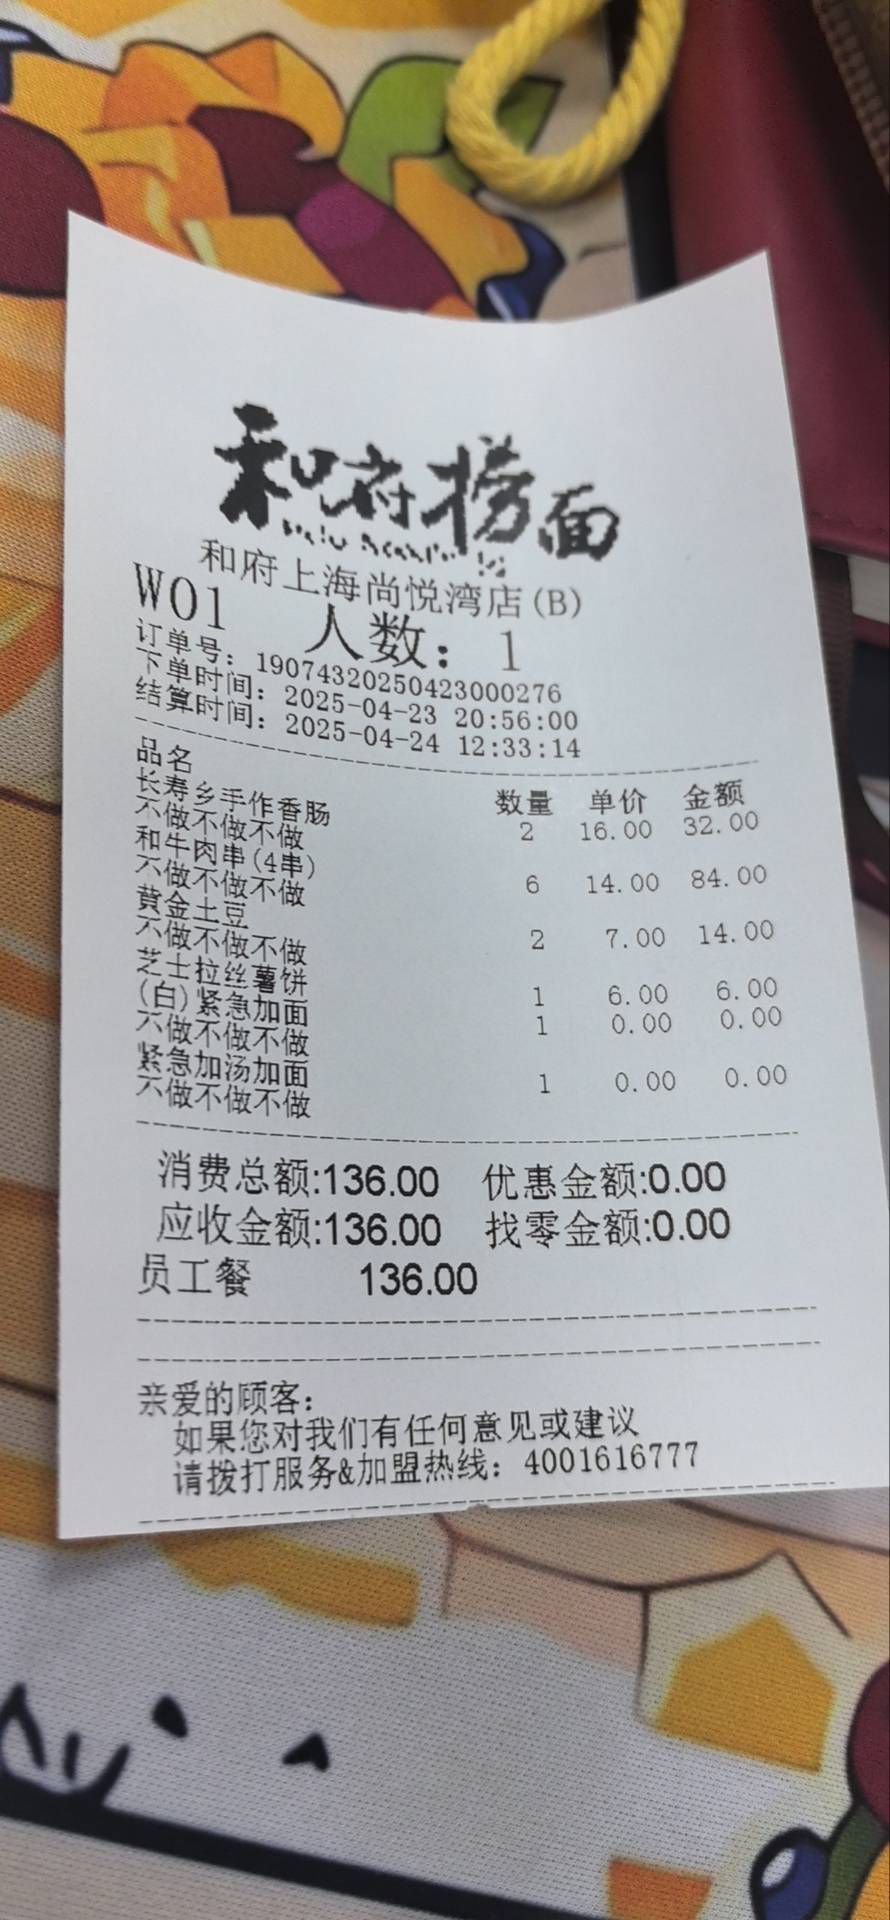 和府捞面
和府上海尚悦湾店(B)
W01 人数：1
订单号：19074320250423000276
下单时间：2025-04-23 20:56:00
结算时间：2025-04-24 12:33:14
品名 数量 单价 金额
长寿乡手作香肠 2 16.00 32.00
不做不做不做
和牛肉串(4串) 6 14.00 84.00
不做不做不做
黄金土豆 2 7.00 14.00
不做不做不做
芝士拉丝薯饼 1 6.00 6.00
(白)紧急加面 1 0.00 0.00
不做不做不做
紧急加汤加面 1 0.00 0.00
不做不做不做
消费总额:136.00 优惠金额:0.00
应收金额:136.00 找零金额:0.00
员工餐 136.00
亲爱的顾客：
如果您对我们有任何意见或建议
请拨打服务&加盟热线：4001616777